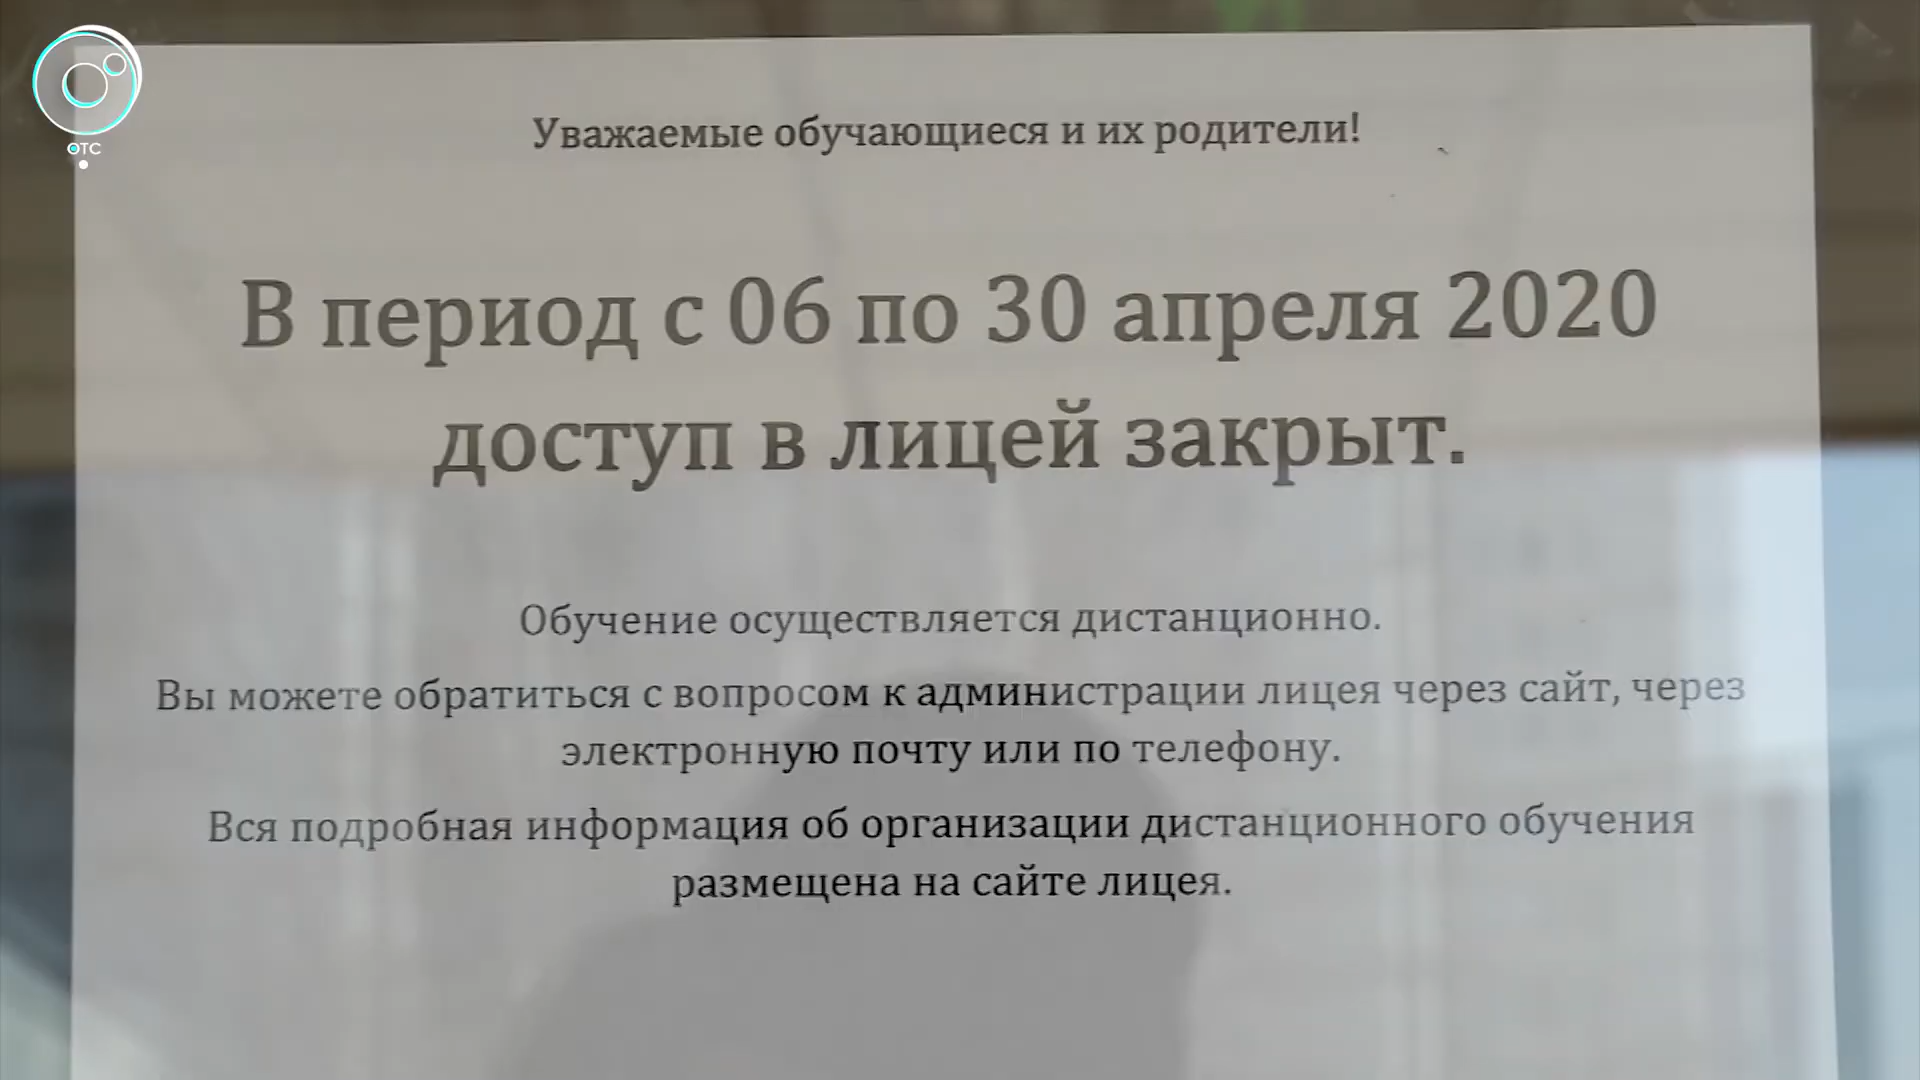 ОТС
Уважаемые обучающиеся и их родители!
В период с 06 по 30 апреля 2020
доступ в лицей закрыт.
Обучение осуществляется дистанционно.
Вы можете обратиться с вопросом к администрации лицея через сайт, через
электронную почту или по телефону.
Вся подробная информация об организации дистанционного обучения
размещена на сайте лицея.